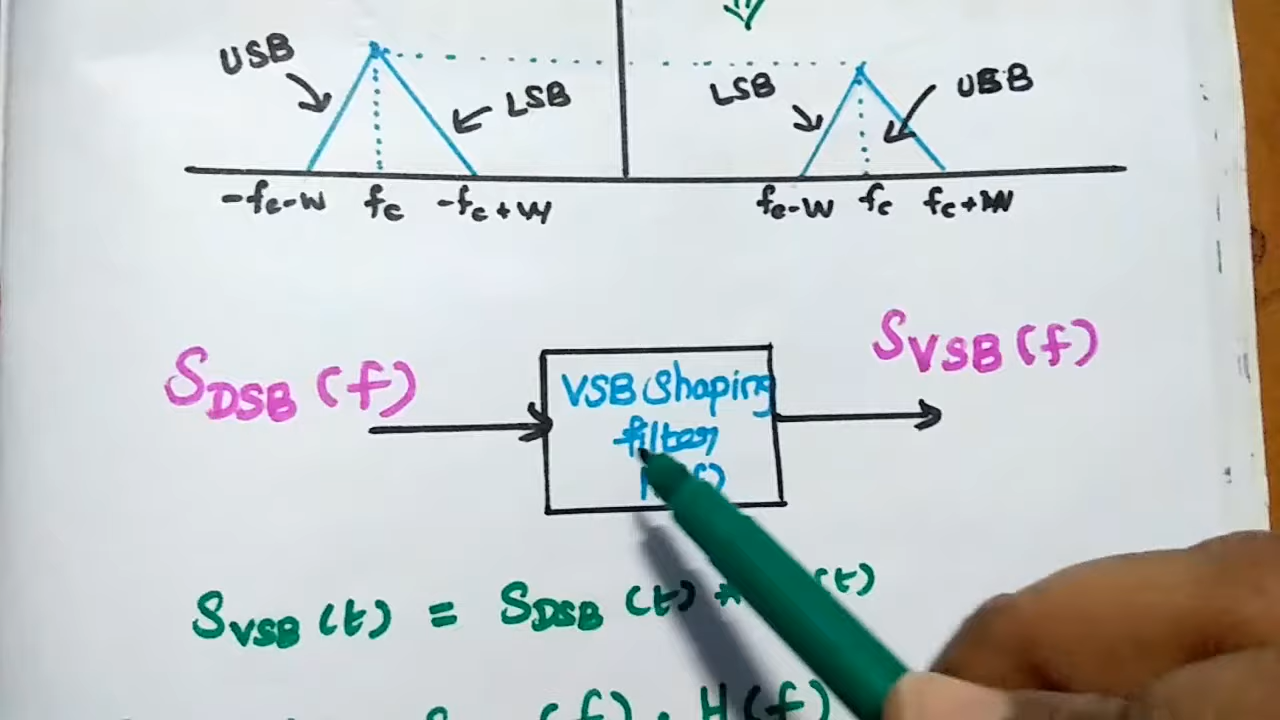 USB
LSB
LSB
USB
-fc-W fc -fc+W
fc-W fc fc+W
SDSB (f)
VSB Shaping
filter
SVSB (f)
SVSB (t) = SDSB (t) * (t)
(f) . H(f)